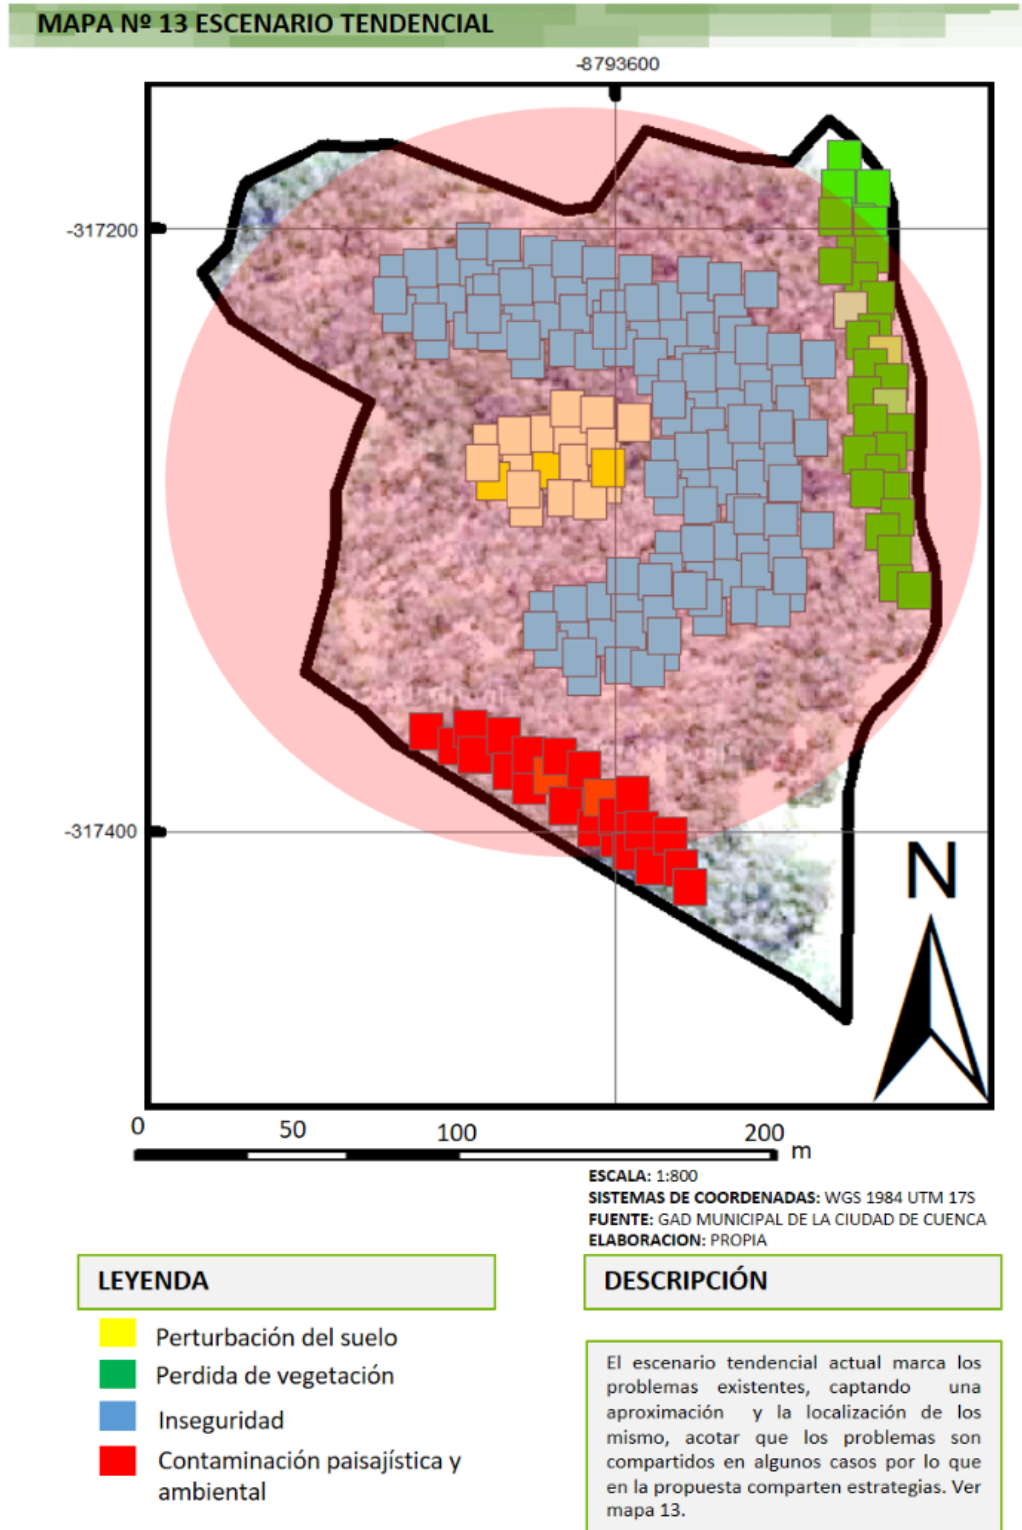 MAPA Nº 13 ESCENARIO TENDENCIAL
-8793600
-317200
-317400
N
0 50 100 200 m
ESCALA: 1:800
SISTEMAS DE COORDENADAS: WGS 1984 UTM 17S
FUENTE: GAD MUNICIPAL DE LA CIUDAD DE CUENCA
ELABORACION: PROPIA
LEYENDA
Perturbación del suelo
Perdida de vegetación
Inseguridad
Contaminación paisajística y
ambiental
DESCRIPCIÓN
El escenario tendencial actual marca los
problemas existentes, captando una
aproximación y la localización de los
mismo, acotar que los problemas son
compartidos en algunos casos por lo que
en la propuesta comparten estrategias. Ver
mapa 13.